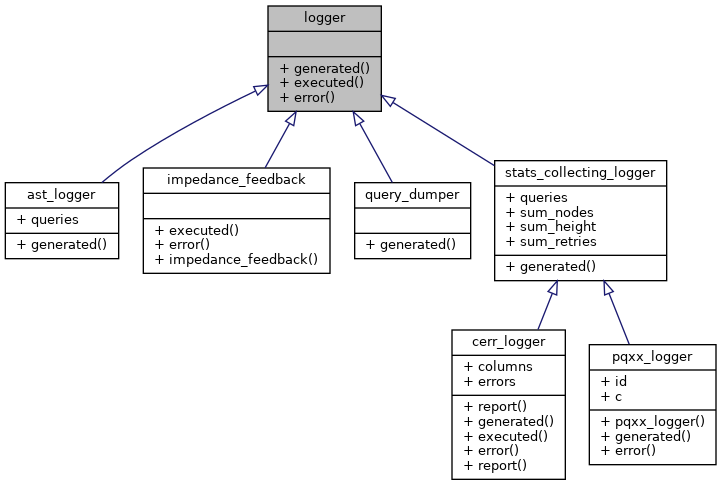 logger
+ generated()
+ executed()
+ error()
ast_logger
+ queries
+ generated()
impedance_feedback
+ executed()
+ error()
+ impedance_feedback()
query_dumper
+ generated()
stats_collecting_logger
+ queries
+ sum_nodes
+ sum_height
+ sum_retries
+ generated()
cerr_logger
+ columns
+ errors
+ report()
+ generated()
+ executed()
+ error()
+ report()
pqxx_logger
+ id
+ c
+ pqxx_logger()
+ generated()
+ error()